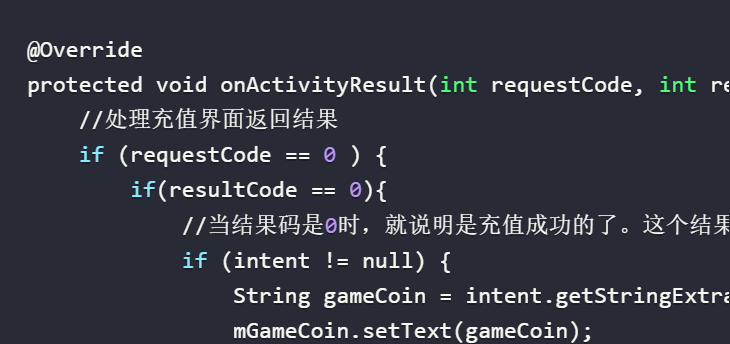 @Override
protected void onActivityResult(int requestCode, int re
//处理充值界面返回结果
if (requestCode == 0 ) {
if(resultCode == 0){
//当结果码是0时，就说明是充值成功的了。这个结果
if (intent != null) {
String gameCoin = intent.getStringExtra
mGameCoin.setText(gameCoin);